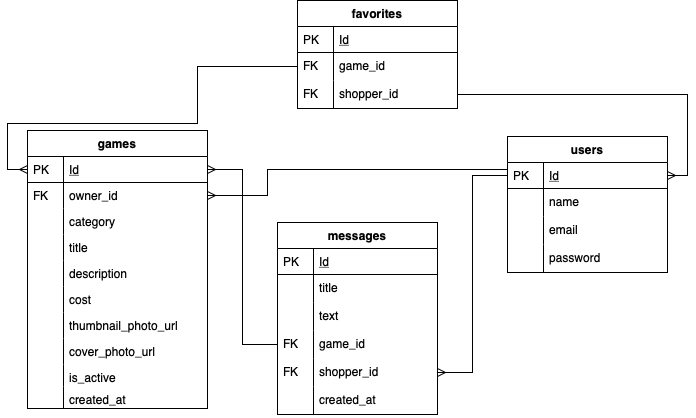 favorites
PK Id
FK game_id
FK shopper_id
games
PK Id
FK owner_id
category
title
description
cost
thumbnail_photo_url
cover_photo_url
is_active
created_at
messages
PK Id
title
text
FK game_id
FK shopper_id
created_at
users
PK Id
name
email
password